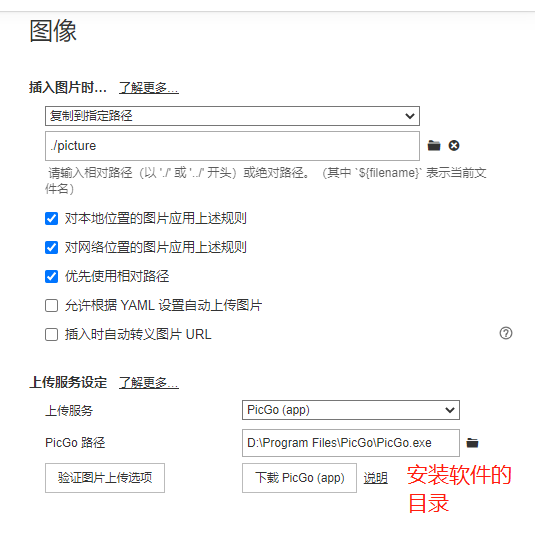 图像
插入图片时… 了解更多…
复制到指定路径
./picture
请输入相对路径（以 './' 或 '../' 开头）或绝对路径。（其中 `${filename}` 表示当前文
件名）
对本地位置的图片应用上述规则
对网络位置的图片应用上述规则
优先使用相对路径
允许根据 YAML 设置自动上传图片
插入时自动转义图片 URL
上传服务设定 了解更多…
上传服务 PicGo (app)
PicGo 路径 D:\Program Files\PicGo\PicGo.exe
验证图片上传选项 下载 PicGo (app) 说明
安装软件的
目录